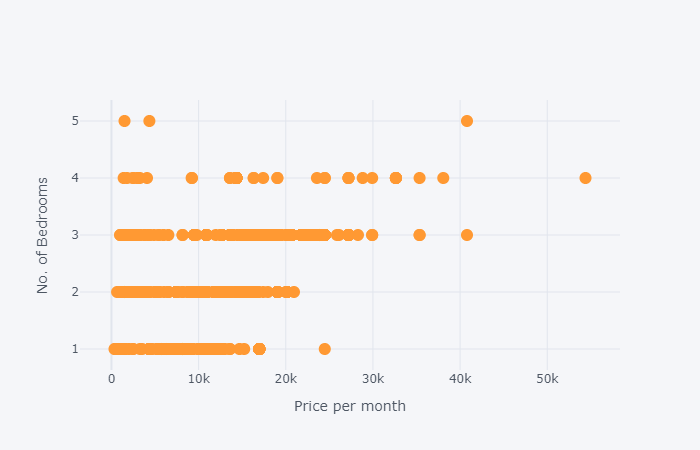 No. of Bedrooms
5
4
3
2
1
0
10k
20k
30k
40k
50k
Price per month